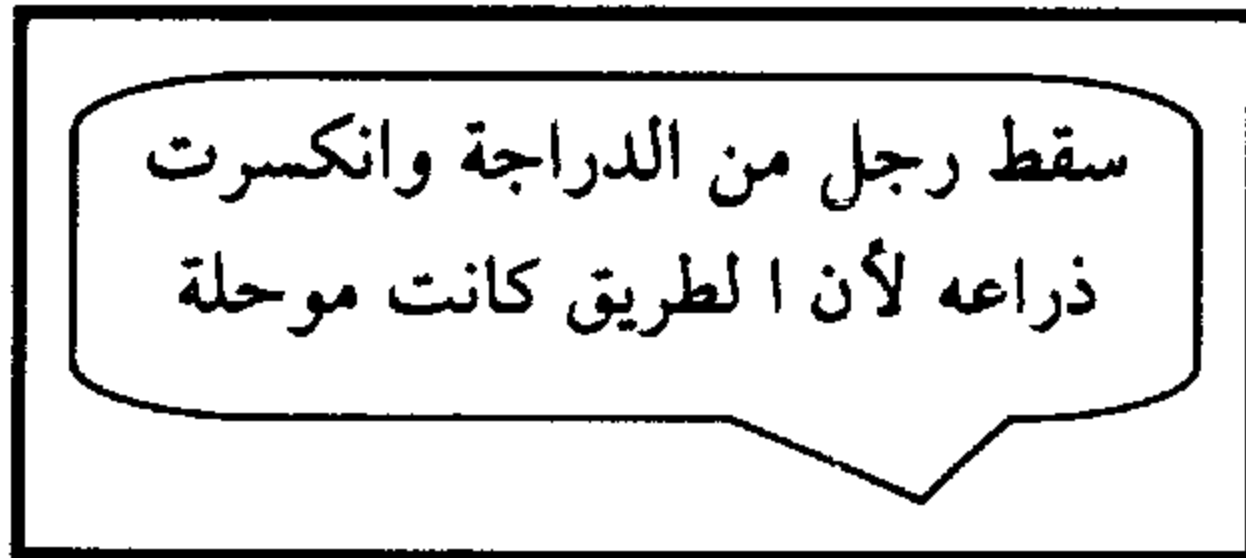 سقط رجل من الدراجة وانكسرت
ذراعه لأن ا لطريق كانت موحلة